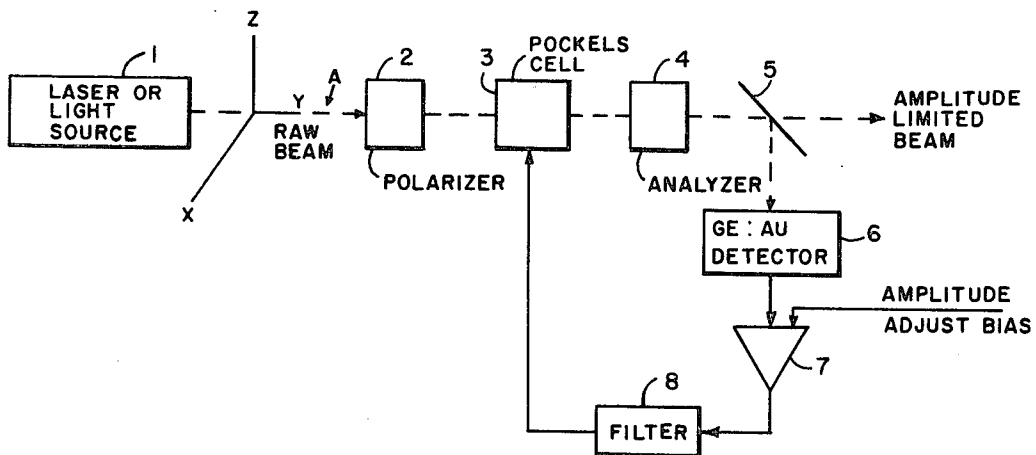 1
LASER OR
LIGHT
SOURCE
Z
X
Y
A
RAW
BEAM
2
POLARIZER
3
POCKELS
CELL
4
ANALYZER
5
AMPLITUDE
LIMITED
BEAM
GE : AU
DETECTOR
6
AMPLITUDE
ADJUST BIAS
7
8
FILTER